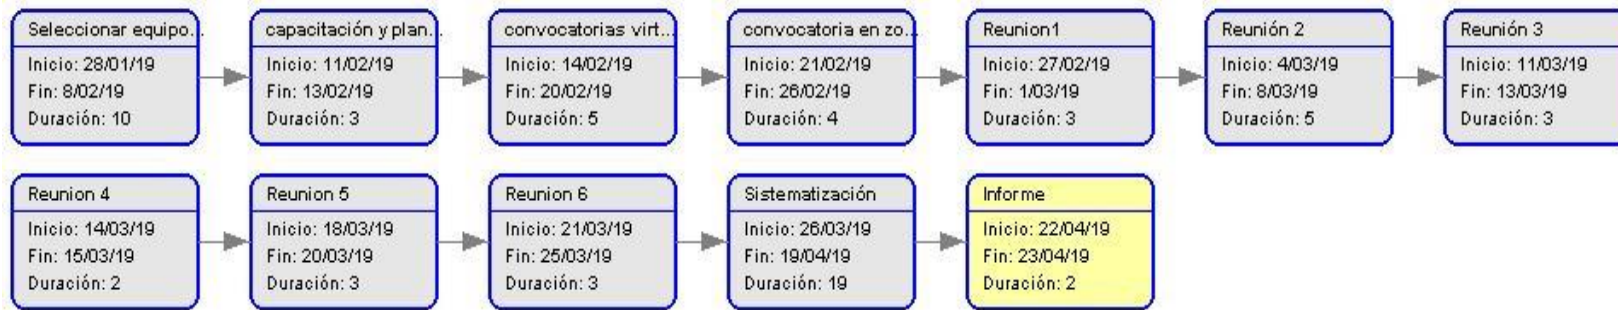 Seleccionar equipo...
Inicio: 28/01/19
Fin: 8/02/19
Duración: 10
capacitación y plan...
Inicio: 11/02/19
Fin: 13/02/19
Duración: 3
convocatorias virt...
Inicio: 14/02/19
Fin: 20/02/19
Duración: 5
convocatoria en zo...
Inicio: 21/02/19
Fin: 26/02/19
Duración: 4
Reunion1
Inicio: 27/02/19
Fin: 1/03/19
Duración: 3
Reunión 2
Inicio: 4/03/19
Fin: 8/03/19
Duración: 5
Reunión 3
Inicio: 11/03/19
Fin: 13/03/19
Duración: 3
Reunion 4
Inicio: 14/03/19
Fin: 15/03/19
Duración: 2
Reunion 5
Inicio: 18/03/19
Fin: 20/03/19
Duración: 3
Reunion 6
Inicio: 21/03/19
Fin: 25/03/19
Duración: 3
Sistematización
Inicio: 26/03/19
Fin: 19/04/19
Duración: 19
Informe
Inicio: 22/04/19
Fin: 23/04/19
Duración: 2